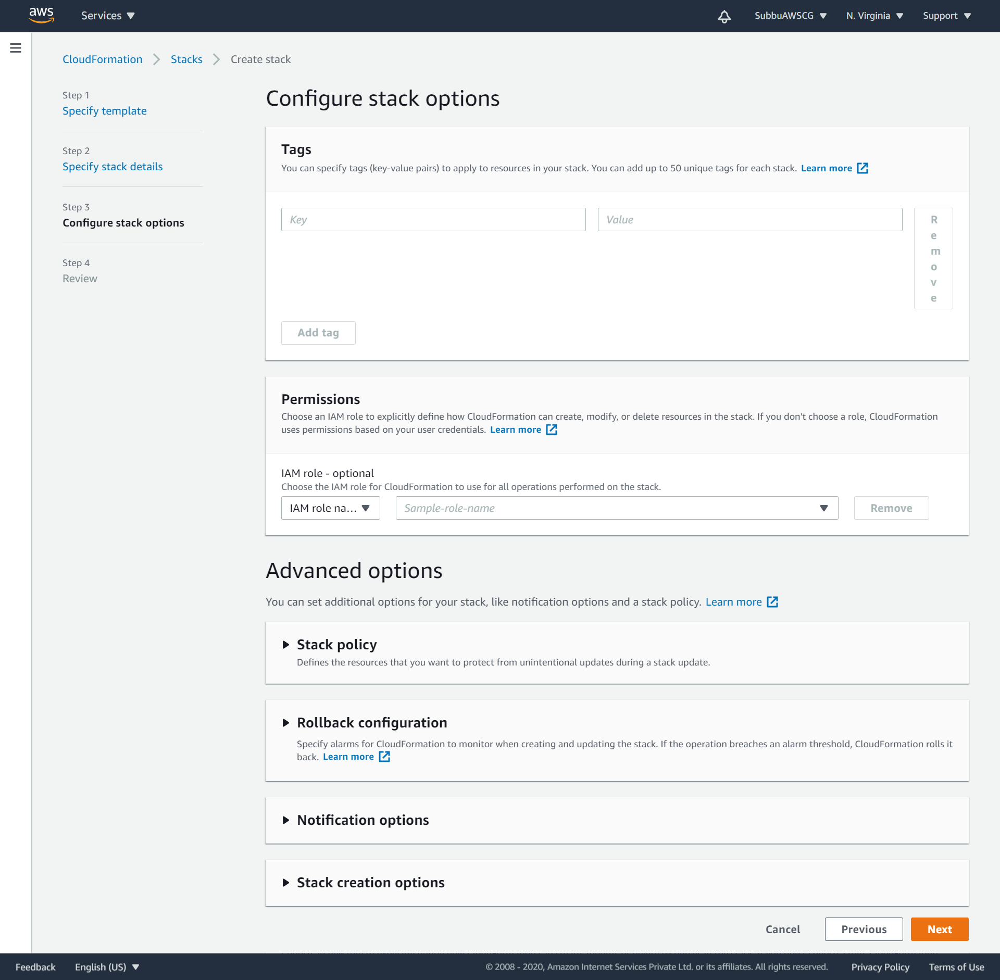 aws
Services
SubbuAWSCG
N. Virginia
Support
CloudFormation
Stacks
Create stack
Step 1
Specify template
Step 2
Specify stack details
Step 3
Configure stack options
Step 4
Review
Configure stack options
Tags
You can specify tags (key-value pairs) to apply to resources in your stack. You can add up to 50 unique tags for each stack. Learn more
Key
Value
Remove
Add tag
Permissions
Choose an IAM role to explicitly define how CloudFormation can create, modify, or delete resources in the stack. If you don't choose a role, CloudFormation
uses permissions based on your user credentials. Learn more
IAM role - optional
Choose the IAM role for CloudFormation to use for all operations performed on the stack.
IAM role na...
Sample-role-name
Remove
Advanced options
You can set additional options for your stack, like notification options and a stack policy. Learn more
Stack policy
Defines the resources that you want to protect from unintentional updates during a stack update.
Rollback configuration
Specify alarms for CloudFormation to monitor when creating and updating the stack. If the operation breaches an alarm threshold, CloudFormation rolls it
back. Learn more
Notification options
Stack creation options
Cancel
Previous
Next
Feedback
English (US)
© 2008 - 2020, Amazon Internet Services Private Ltd. or its affiliates. All rights reserved.
Privacy Policy
Terms of Use